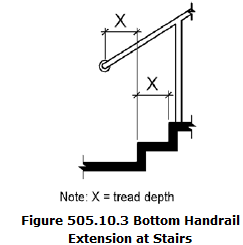 X
X
Note: X = tread depth
Figure 505.10.3 Bottom Handrail
Extension at Stairs